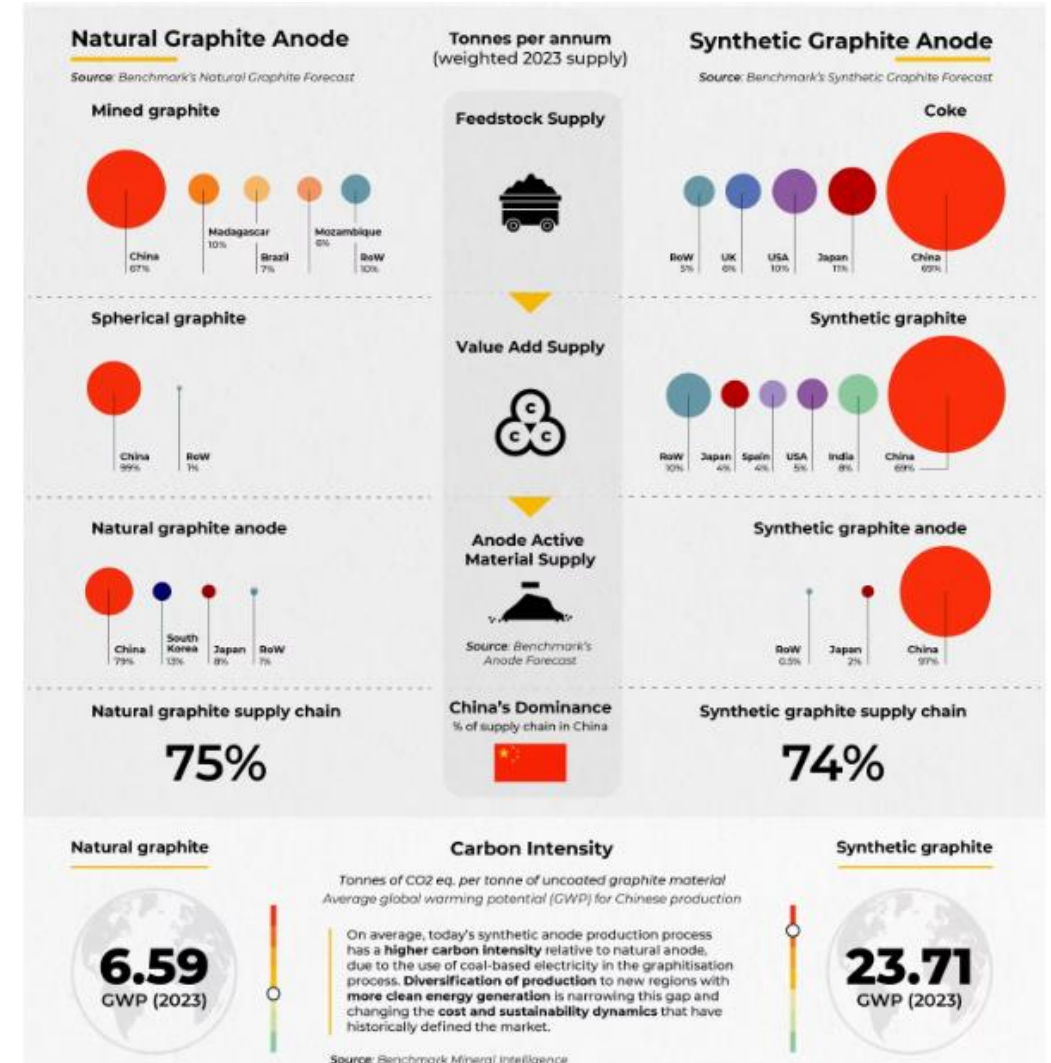 Natural Graphite Anode
Source: Benchmark's Natural Graphite Forecast
Tonnes per annum
(weighted 2023 supply)
Synthetic Graphite Anode
Source: Benchmark's Synthetic Graphite Forecast
Mined graphite
China
67%
Madagascar
10%
Brazil
7%
Mozambique
6%
RoW
10%
Feedstock Supply
Coke
RoW
5%
UK
6%
USA
10%
Japan
11%
China
69%
Spherical graphite
China
99%
RoW
1%
Value Add Supply
C
C C
Synthetic graphite
RoW
10%
Japan
4%
Spain
4%
USA
5%
India
8%
China
69%
Natural graphite anode
China
79%
South
Korea
13%
Japan
8%
RoW
1%
Anode Active
Material Supply
Source: Benchmark's
Anode Forecast
Synthetic graphite anode
RoW
0.5%
Japan
2%
China
97%
Natural graphite supply chain
75%
China's Dominance
% of supply chain in China
Synthetic graphite supply chain
74%
Natural graphite
6.59
GWP (2023)
Carbon Intensity
Tonnes of CO2 eq. per tonne of uncoated graphite material
Average global warming potential (GWP) for Chinese production
On average, today's synthetic anode production process
has a higher carbon intensity relative to natural anode,
due to the use of coal-based electricity in the graphitisation
process. Diversification of production to new regions with
more clean energy generation is narrowing this gap and
changing the cost and sustainability dynamics that have
historically defined the market.
Source: Benchmark Mineral Intelligence
Synthetic graphite
23.71
GWP (2023)